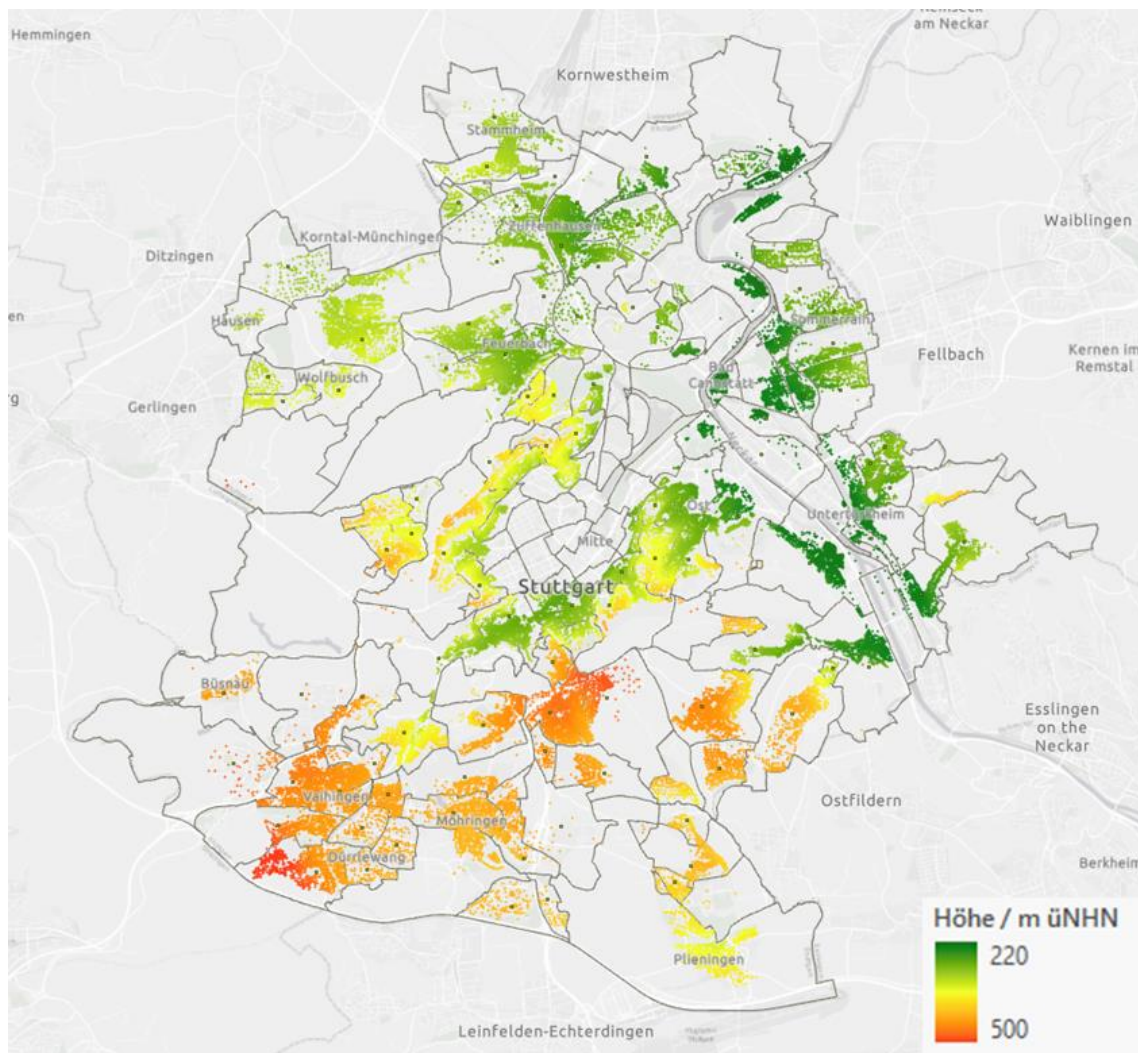 Remseck
am Neckar
Hemmingen
Kornwestheim
Stammheim
Waiblingen
Zuffenhausen
Korntal-Münchingen
Ditzingen
Hausen
Sommerrain
Feuerbach
Fellbach
Kernen im
Remstal
Bad
Cannstatt
Wolfbusch
Gerlingen
Ost
Untertürkheim
Mitte
Stuttgart
Büsnau
Esslingen
on the
Neckar
Vaihingen
Ostfildern
Möhringen
Dürrlewang
Berkheim
Plieningen
Leinfelden-Echterdingen
Höhe / m üNHN
220
500